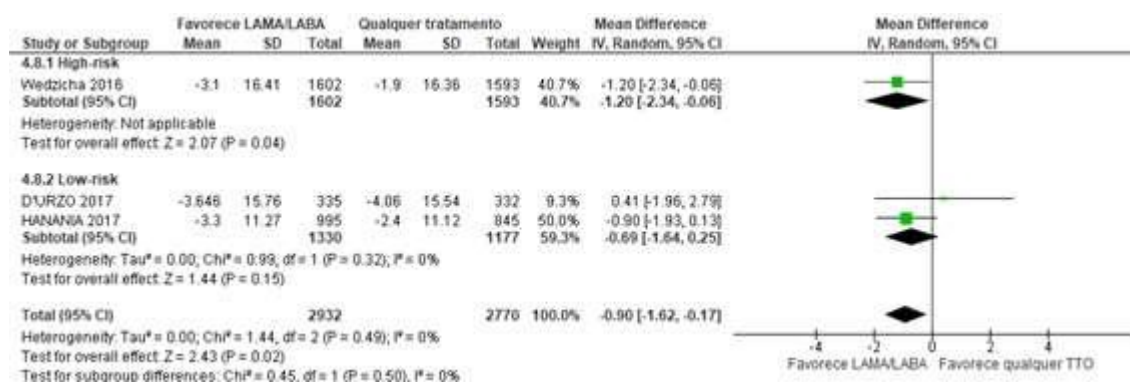 Favorece LAMA/LABA Qualquer tratamento Mean Difference Mean Difference
Study or Subgroup Mean SD Total Mean SD Total Weight IV, Random, 95% CI IV, Random, 95% CI
4.8.1 High-risk
Wedzicha 2016 -3.1 16.41 1602 -1.9 16.36 1593 40.7% -1.20 [-2.34, -0.06]
Subtotal (95% CI) 1602 1593 40.7% -1.20 [-2.34, -0.06]
Heterogeneity: Not applicable
Test for overall effect: Z = 2.07 (P = 0.04)
4.8.2 Low-risk
D'URZO 2017 -3.646 15.76 335 -4.06 15.54 332 9.3% 0.41 [-1.96, 2.79]
HANANIA 2017 -3.3 11.27 995 -2.4 11.12 845 50.0% -0.90 [-1.93, 0.13]
Subtotal (95% CI) 1330 1177 59.3% -0.69 [-1.64, 0.25]
Heterogeneity: Tau² = 0.00; Chi² = 0.99, df = 1 (P = 0.32); I² = 0%
Test for overall effect: Z = 1.44 (P = 0.15)
Total (95% CI) 2932 2770 100.0% -0.90 [-1.62, -0.17]
Heterogeneity: Tau² = 0.00; Chi² = 1.44, df = 2 (P = 0.49); I² = 0%
Test for overall effect: Z = 2.43 (P = 0.02)
Test for subgroup differences: Chi² = 0.45, df = 1 (P = 0.50), I² = 0%
-4 -2 0 2 4
Favorece LAMA/LABA Favorece qualquer TTO